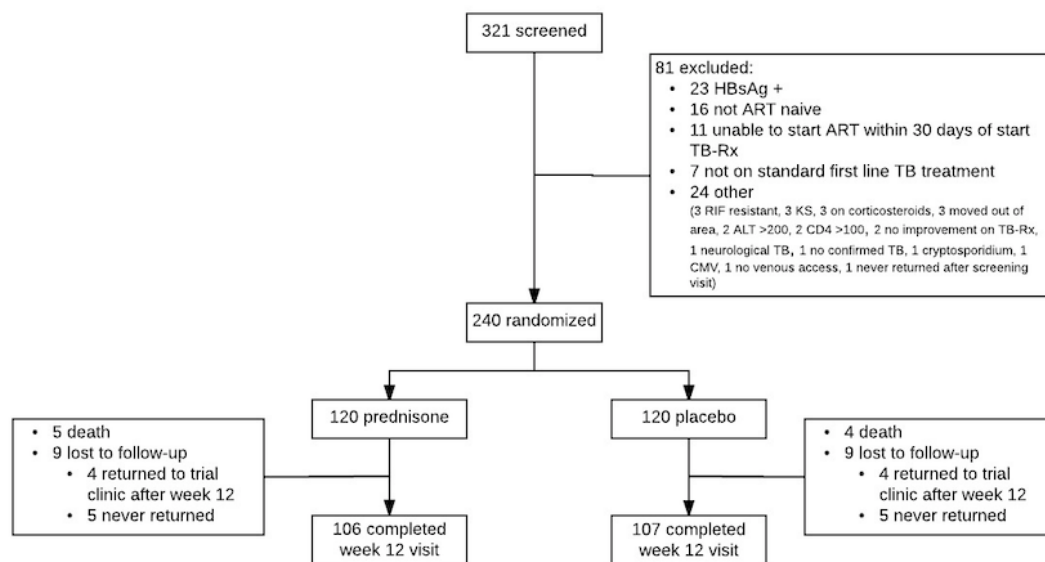 321 screened
81 excluded:
• 23 HBsAg +
• 16 not ART naive
• 11 unable to start ART within 30 days of start
TB-Rx
• 7 not on standard first line TB treatment
• 24 other
(3 RIF resistant, 3 KS, 3 on corticosteroids, 3 moved out of
area, 2 ALT >200, 2 CD4 >100, 2 no improvement on TB-Rx,
1 neurological TB, 1 no confirmed TB, 1 cryptosporidium, 1
CMV, 1 no venous access, 1 never returned after screening
visit)
240 randomized
120 prednisone
120 placebo
• 5 death
• 9 lost to follow-up
• 4 returned to trial
clinic after week 12
• 5 never returned
• 4 death
• 9 lost to follow-up
• 4 returned to trial
clinic after week 12
• 5 never returned
106 completed
week 12 visit
107 completed
week 12 visit